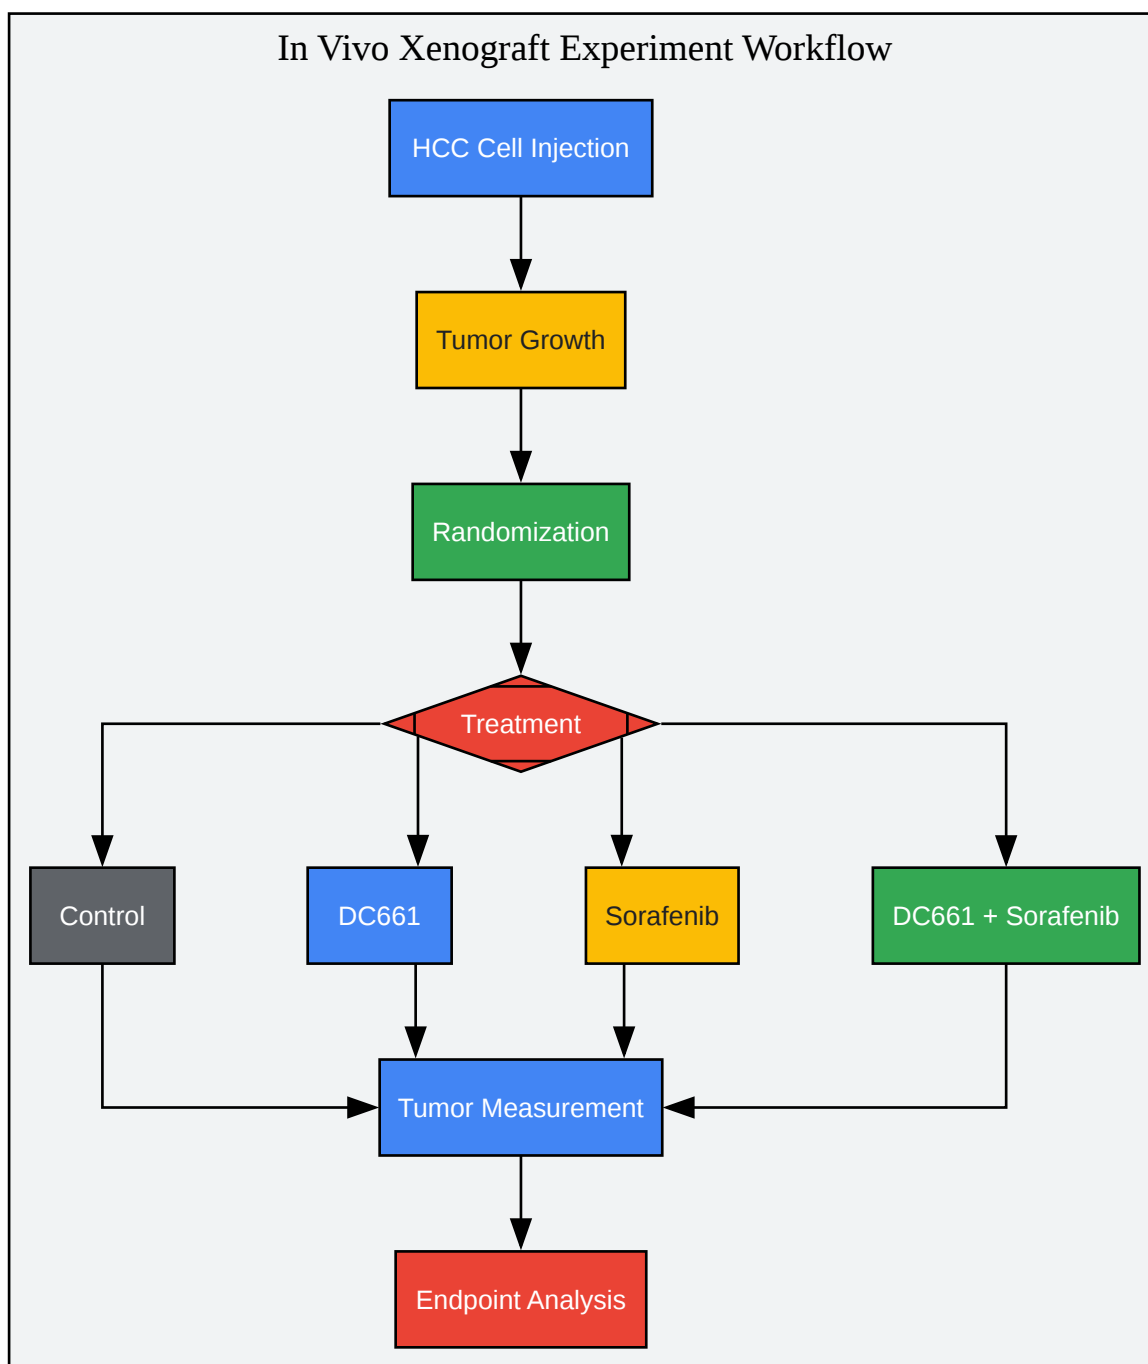 In Vivo Xenograft Experiment Workflow
HCC Cell Injection
Tumor Growth
Randomization
Treatment
Control
DC661
Sorafenib
DC661 + Sorafenib
Tumor Measurement
Endpoint Analysis